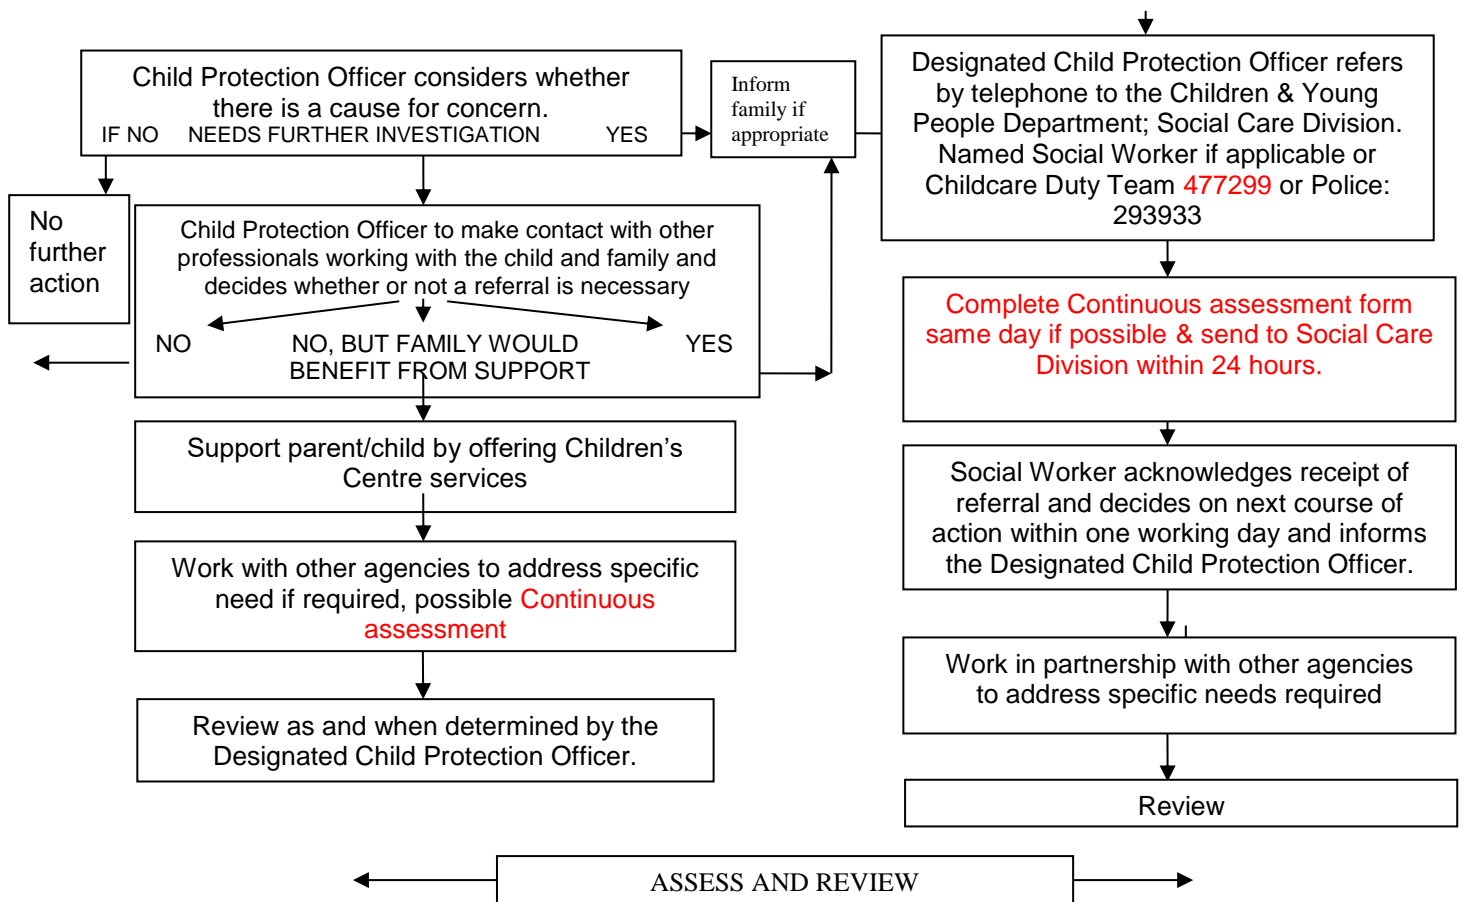 Child Protection Officer considers whether
there is a cause for concern.
IF NO NEEDS FURTHER INVESTIGATION YES
Inform
family if
appropriate
No
further
action
Child Protection Officer to make contact with other
professionals working with the child and family and
decides whether or not a referral is necessary
NO NO, BUT FAMILY WOULD YES
BENEFIT FROM SUPPORT
Support parent/child by offering Children's
Centre services
Work with other agencies to address specific
need if required, possible Continuous
assessment
Review as and when determined by the
Designated Child Protection Officer.
Designated Child Protection Officer refers
by telephone to the Children & Young
People Department; Social Care Division.
Named Social Worker if applicable or
Childcare Duty Team 477299 or Police:
293933
Complete Continuous assessment form
same day if possible & send to Social Care
Division within 24 hours.
Social Worker acknowledges receipt of
referral and decides on next course of
action within one working day and informs
the Designated Child Protection Officer.
Work in partnership with other agencies
to address specific needs required
Review
ASSESS AND REVIEW